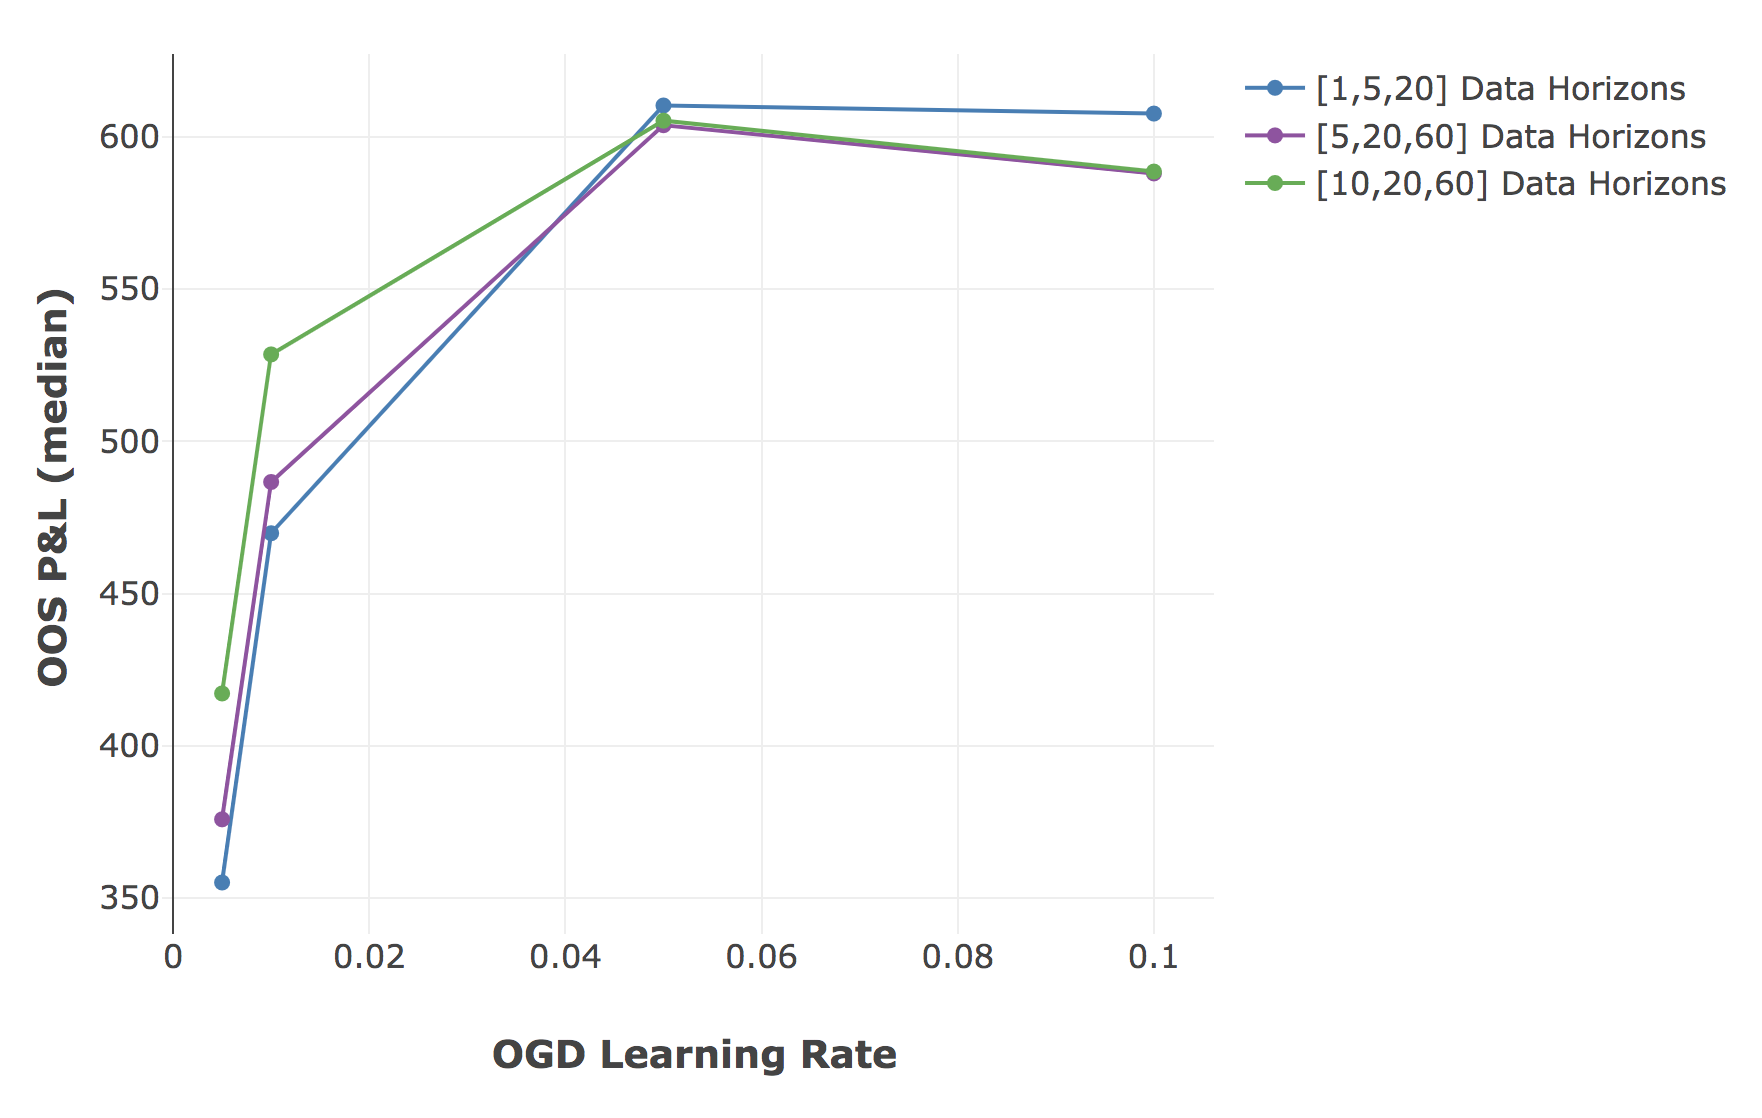 [1,5,20] Data Horizons
[5,20,60] Data Horizons
[10,20,60] Data Horizons
OOS P&L (median)
600
550
500
450
400
350
0
0.02
0.04
0.06
0.08
0.1
OGD Learning Rate